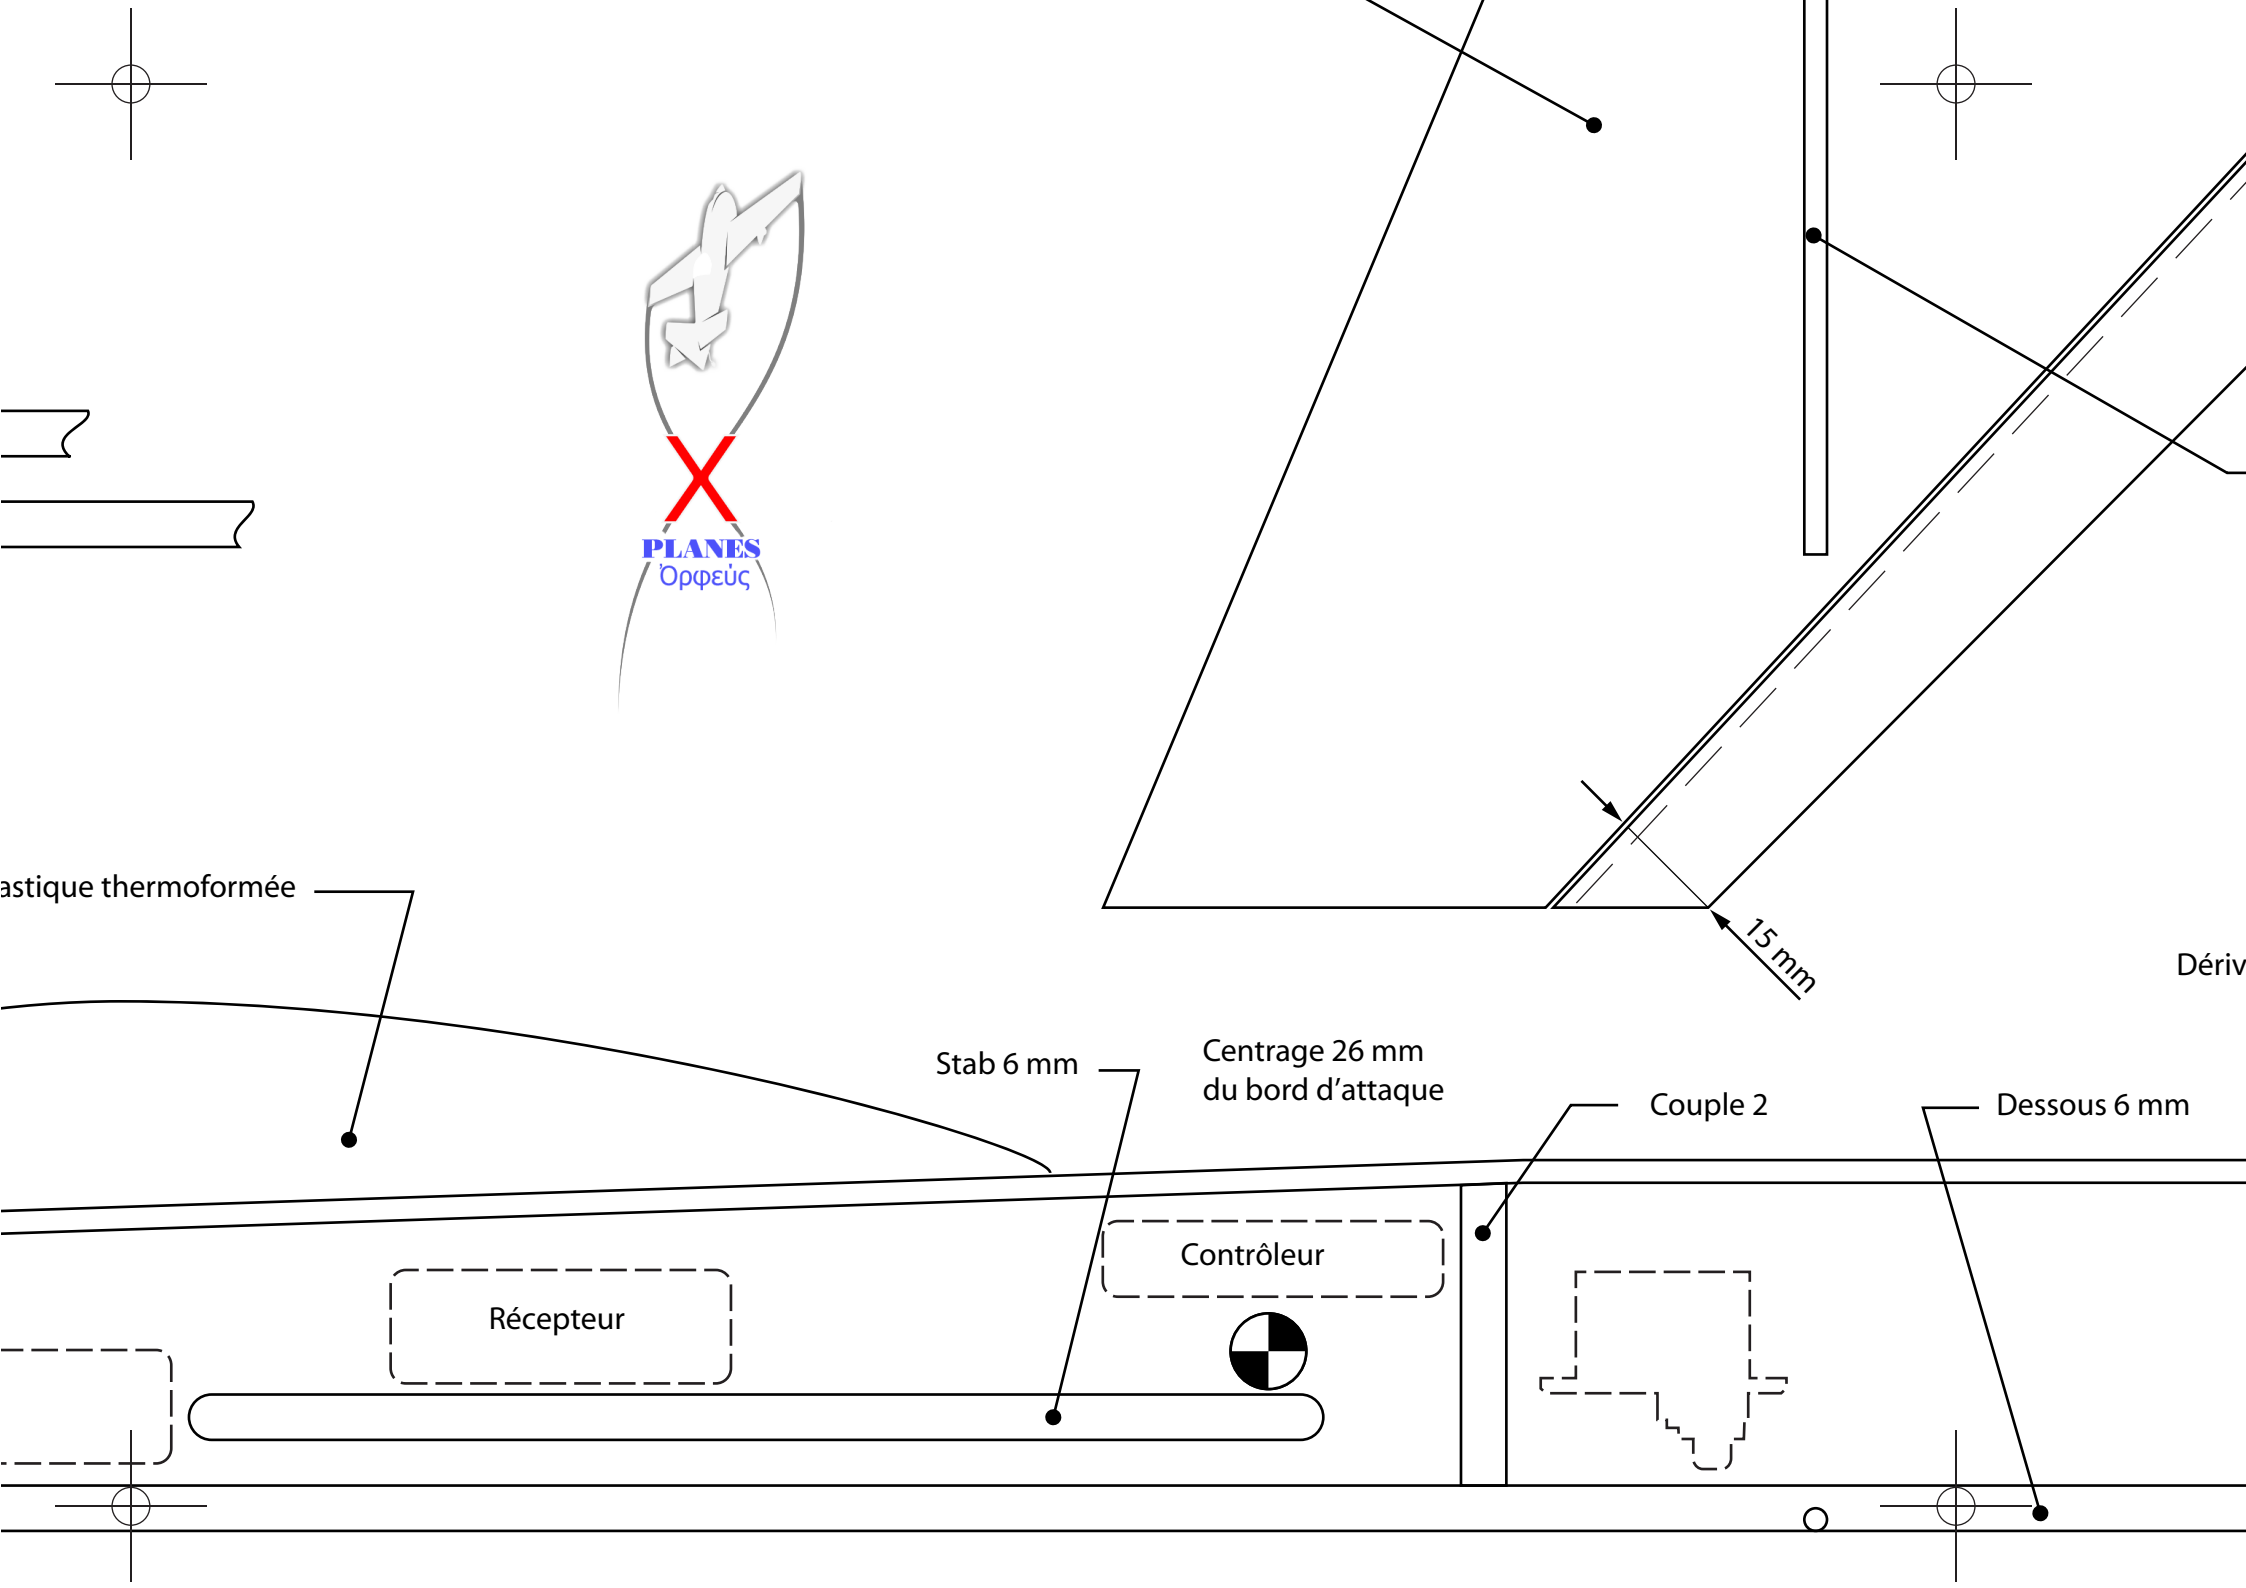 X
PLANES
Ὀρφεύς
astique thermoformée
15 mm
Dériv
Stab 6 mm
Centrage 26 mm
du bord d’attaque
Couple 2
Dessous 6 mm
Contrôleur
Récepteur